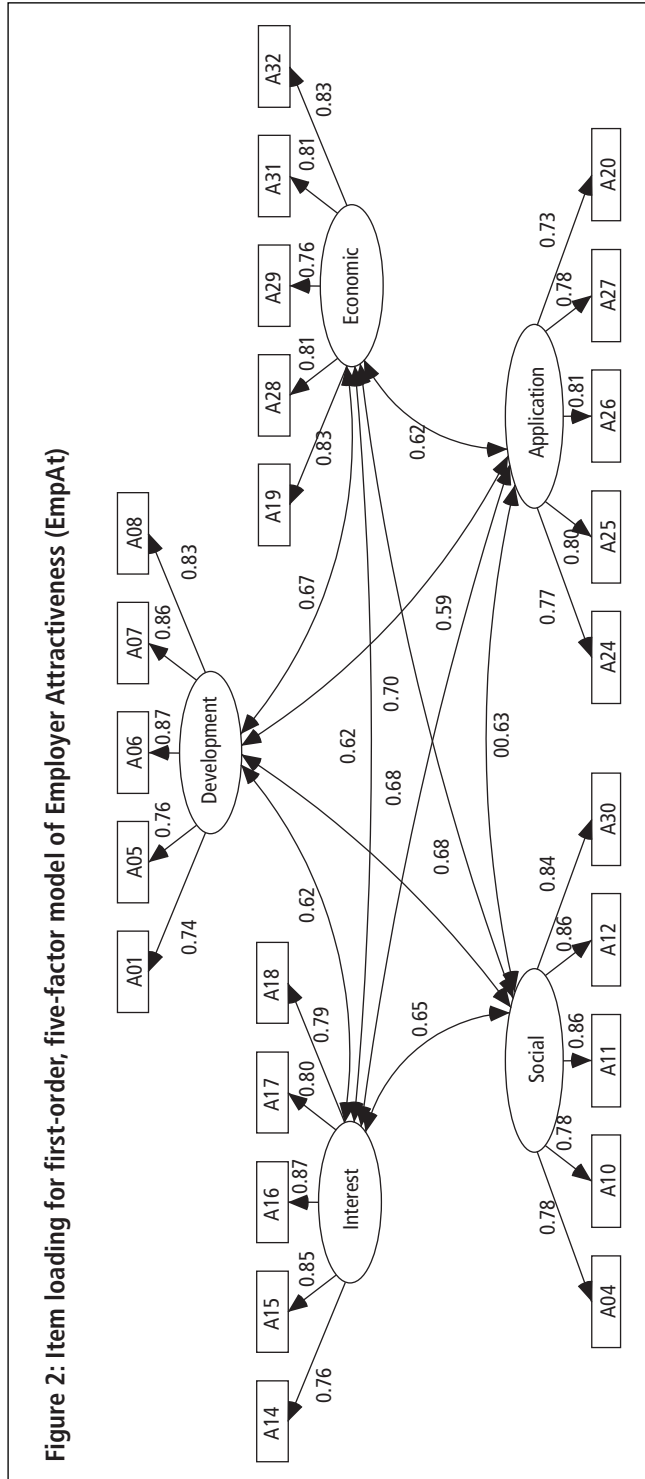 Figure 2: Item loading for first-order, five-factor model of Employer Attractiveness (EmpAt)
A01
A05
A06
A07
A08
0.74
0.76
0.87
0.86
0.83
Development
A14
A15
A16
A17
A18
0.76
0.85
0.87
0.80
0.79
Interest
A19
A28
A29
A31
A32
0.83
0.81
0.76
0.81
0.83
Economic
0.62
0.67
0.62
0.70
0.59
0.68
0.68
0.65
0.62
00.63
Social
0.78
0.78
0.86
0.86
0.84
A04
A10
A11
A12
A30
Application
0.77
0.80
0.81
0.78
0.73
A24
A25
A26
A27
A20